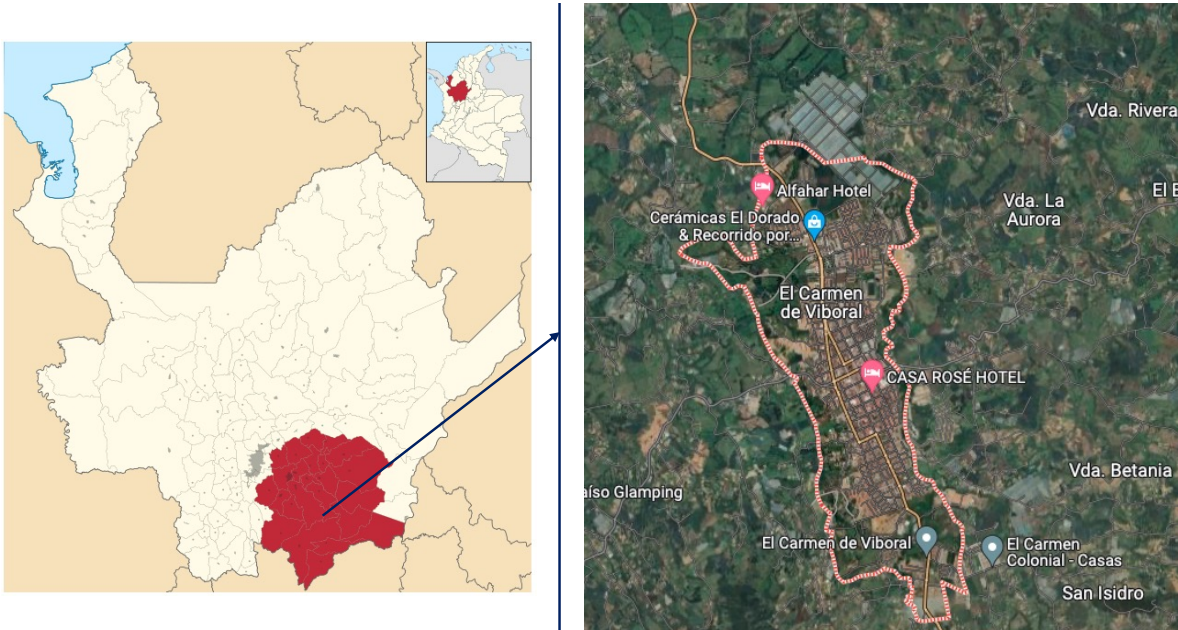 Vda. Rivera
Alfahar Hotel
El E
Vda. La
Aurora
Cerámicas El Dorado
& Recorrido por...
El Carmen
de Viboral
CASA ROSÉ HOTEL
Vda. Betania
aíso Glamping
El Carmen de Viboral
El Carmen
Colonial - Casas
San Isidro